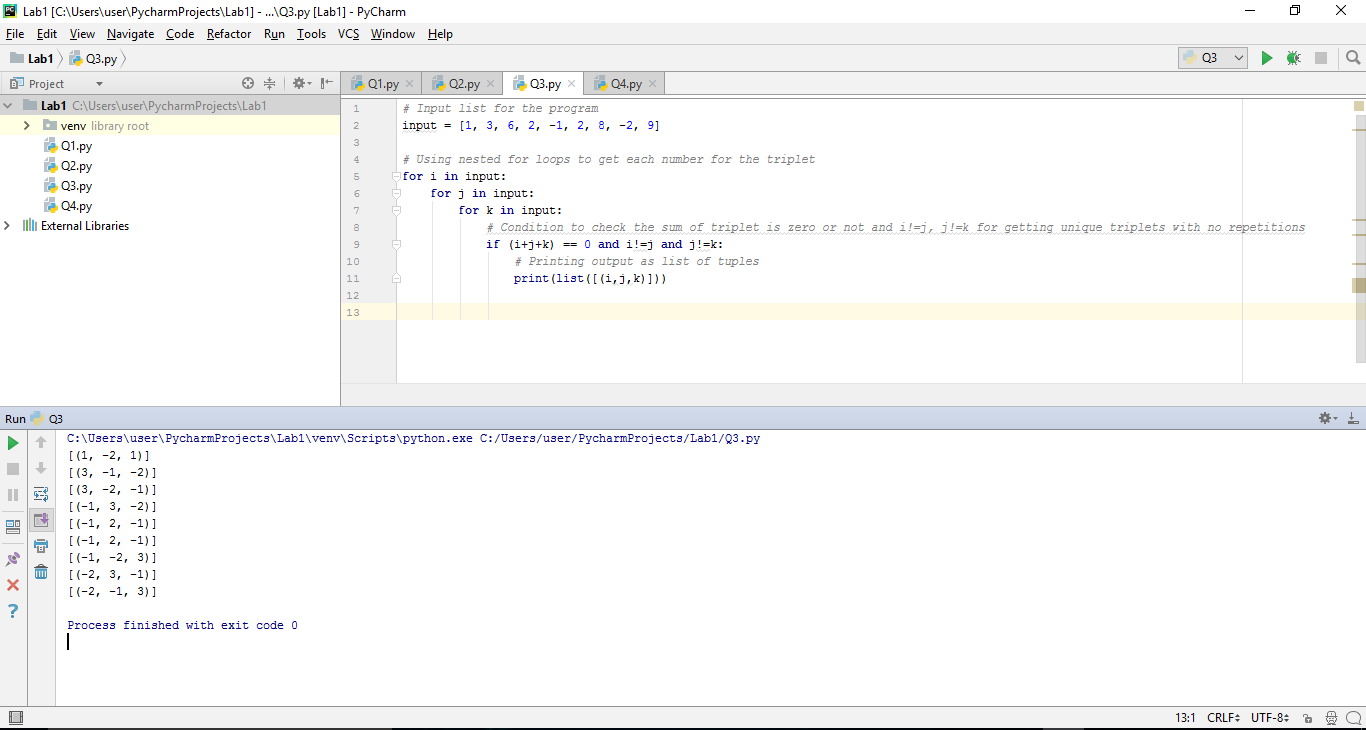 Lab1 [C:\Users\user\PycharmProjects\Lab1] - ...\Q3.py [Lab1] - PyCharm
File Edit View Navigate Code Refactor Run Tools VCS Window Help
Lab1 Q3.py Q3
Project Q1.py Q2.py Q3.py Q4.py
Lab1 C:\Users\user\PycharmProjects\Lab1
venv library root
Q1.py
Q2.py
Q3.py
Q4.py
External Libraries
1 # Input list for the program
2 input = [1, 3, 6, 2, -1, 2, 8, -2, 9]
3
4 # Using nested for loops to get each number for the triplet
5 for i in input:
6 for j in input:
7 for k in input:
8 # Condition to check the sum of triplet is zero or not and i!=j, j!=k for getting unique triplets with no repetitions
9 if (i+j+k) == 0 and i!=j and j!=k:
10 # Printing output as list of tuples
11 print(list([(i,j,k)]))
12
13
Run Q3
C:\Users\user\PycharmProjects\Lab1\venv\Scripts\python.exe C:/Users/user/PycharmProjects/Lab1/Q3.py
[(1, -2, 1)]
[(3, -1, -2)]
[(3, -2, -1)]
[(-1, 3, -2)]
[(-1, 2, -1)]
[(-1, 2, -1)]
[(-1, -2, 3)]
[(-2, 3, -1)]
[(-2, -1, 3)]
Process finished with exit code 0
13:1 CRLF UTF-8